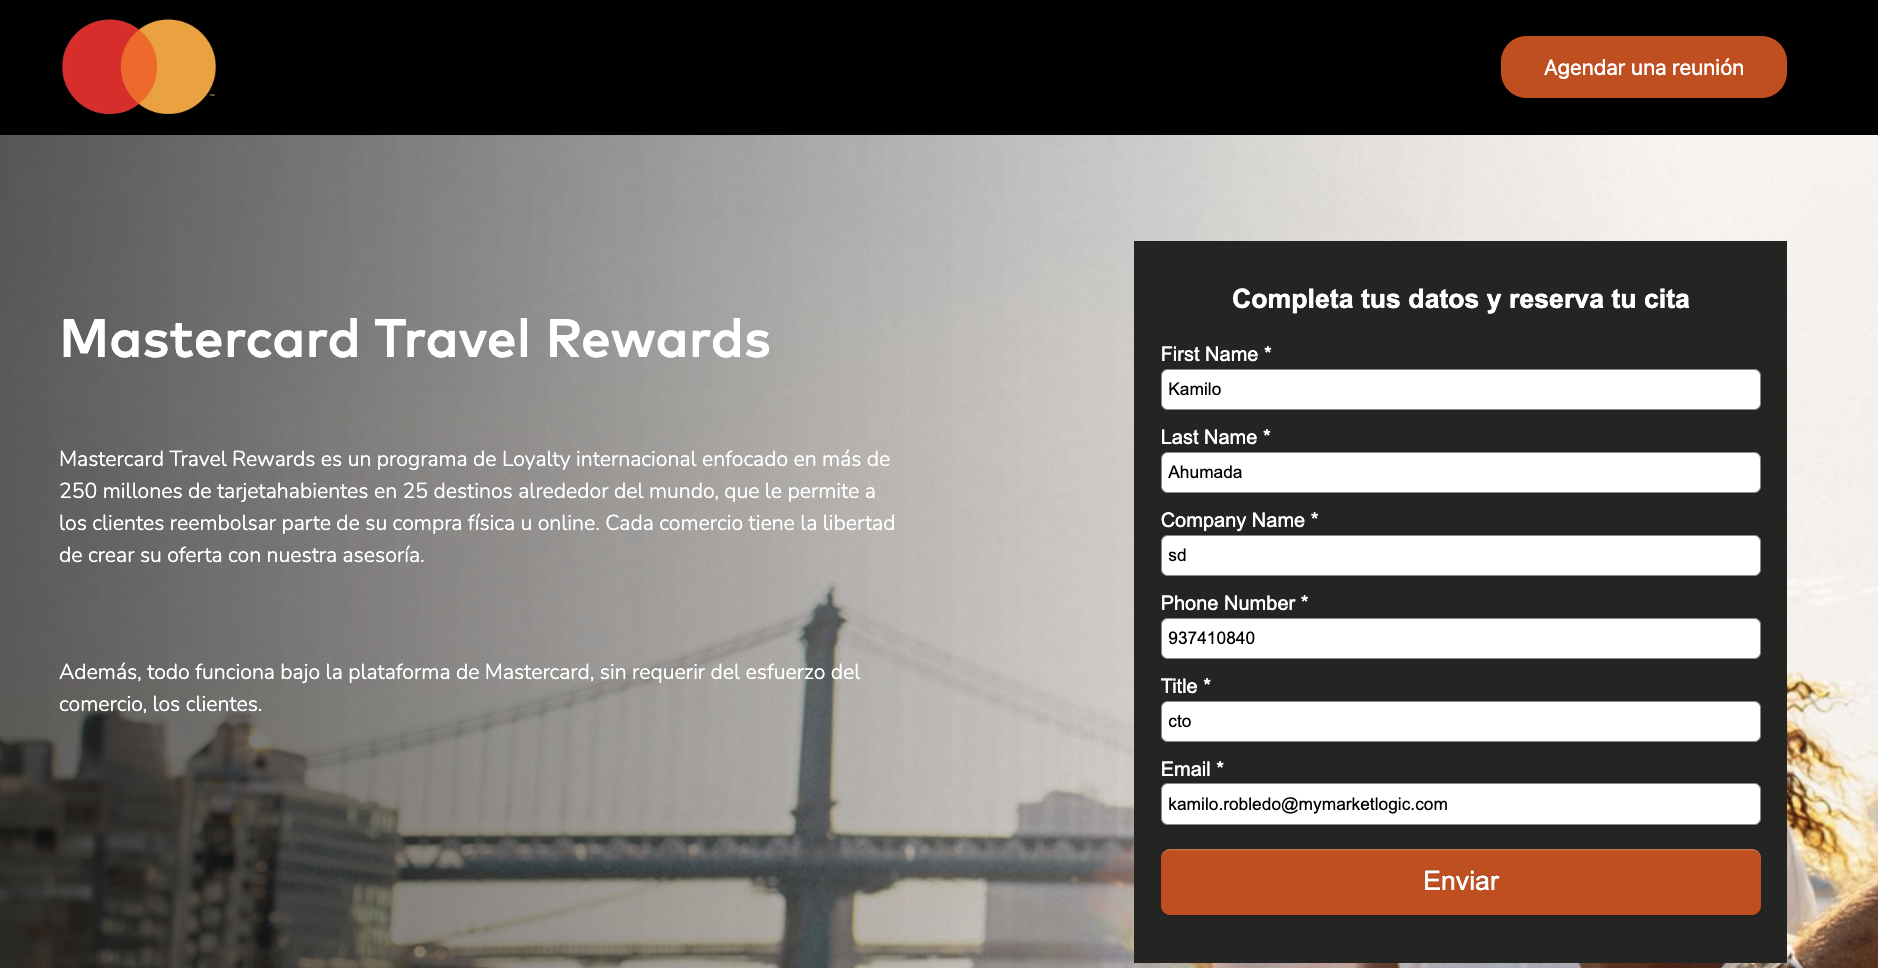 Agendar una reunión
Mastercard Travel Rewards
Mastercard Travel Rewards es un programa de Loyalty internacional enfocado en más de
250 millones de tarjetahabientes en 25 destinos alrededor del mundo, que le permite a
los clientes reembolsar parte de su compra física u online. Cada comercio tiene la libertad
de crear su oferta con nuestra asesoría.
Además, todo funciona bajo la plataforma de Mastercard, sin requerir del esfuerzo del
comercio, los clientes.
Completa tus datos y reserva tu cita
First Name *
Kamilo
Last Name *
Ahumada
Company Name *
sd
Phone Number *
937410840
Title *
cto
Email *
kamilo.robledo@mymarketlogic.com
Enviar